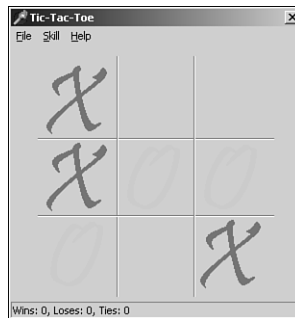 Tic-Tac-Toe
File Skill Help
X
X O O
O X
Wins: 0, Loses: 0, Ties: 0